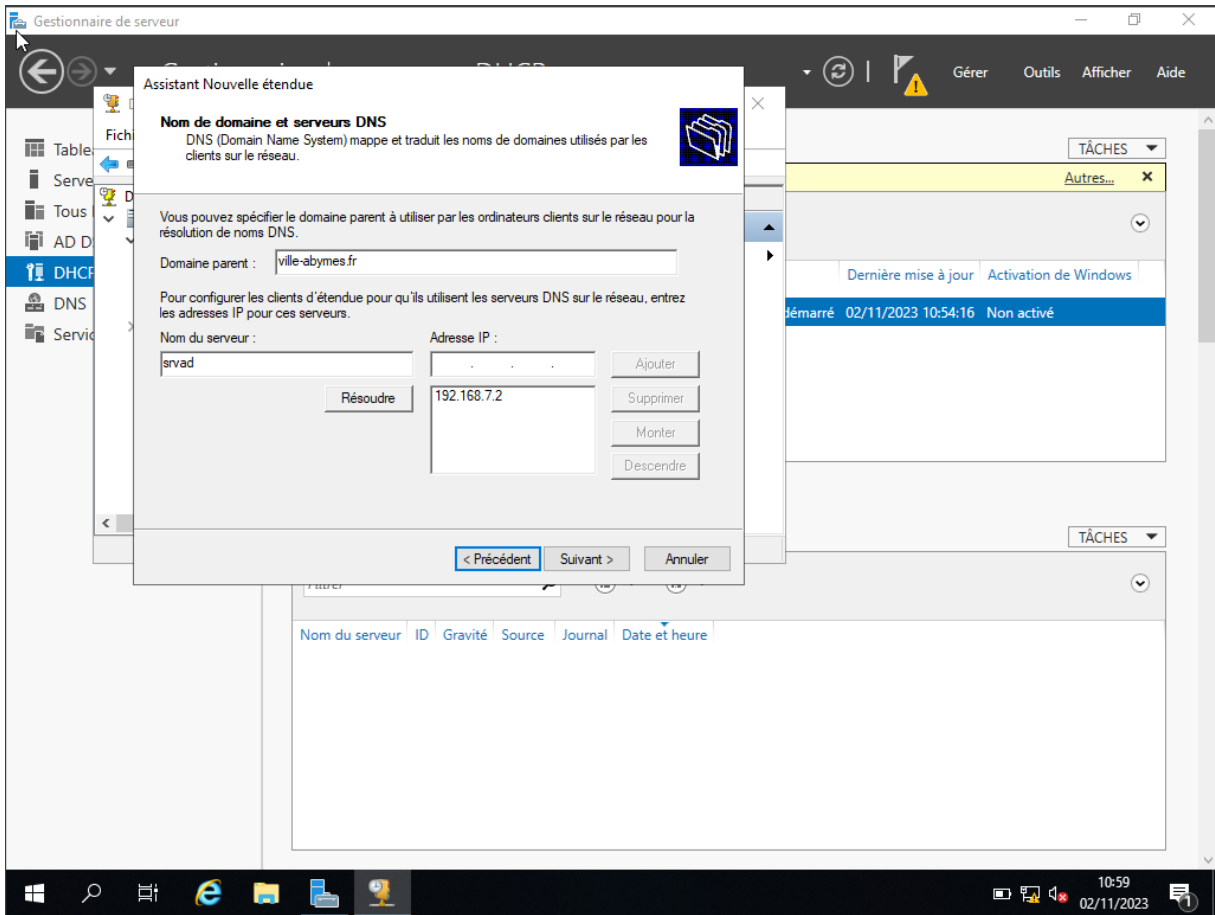 Gestionnaire de serveur
Gérer
Outils
Afficher
Aide
Assistant Nouvelle étendue
Nom de domaine et serveurs DNS
DNS (Domain Name System) mappe et traduit les noms de domaines utilisés par les
clients sur le réseau.
Fichi
Table
Serve
Tous
AD D
DHCP
DNS
Servic
TÂCHES
Autres...
Vous pouvez spécifier le domaine parent à utiliser par les ordinateurs clients sur le réseau pour la
résolution de noms DNS.
Domaine parent :
ville-abymes.fr
Pour configurer les clients d'étendue pour qu'ils utilisent les serveurs DNS sur le réseau, entrez
les adresses IP pour ces serveurs.
Nom du serveur :
Adresse IP :
srvad
. . .
Ajouter
Résoudre
192.168.7.2
Supprimer
Monter
Descendre
< Précédent
Suivant >
Annuler
Dernière mise à jour
Activation de Windows
démarré
02/11/2023 10:54:16
Non activé
TÂCHES
Nom du serveur
ID
Gravité
Source
Journal
Date et heure
10:59
02/11/2023
1